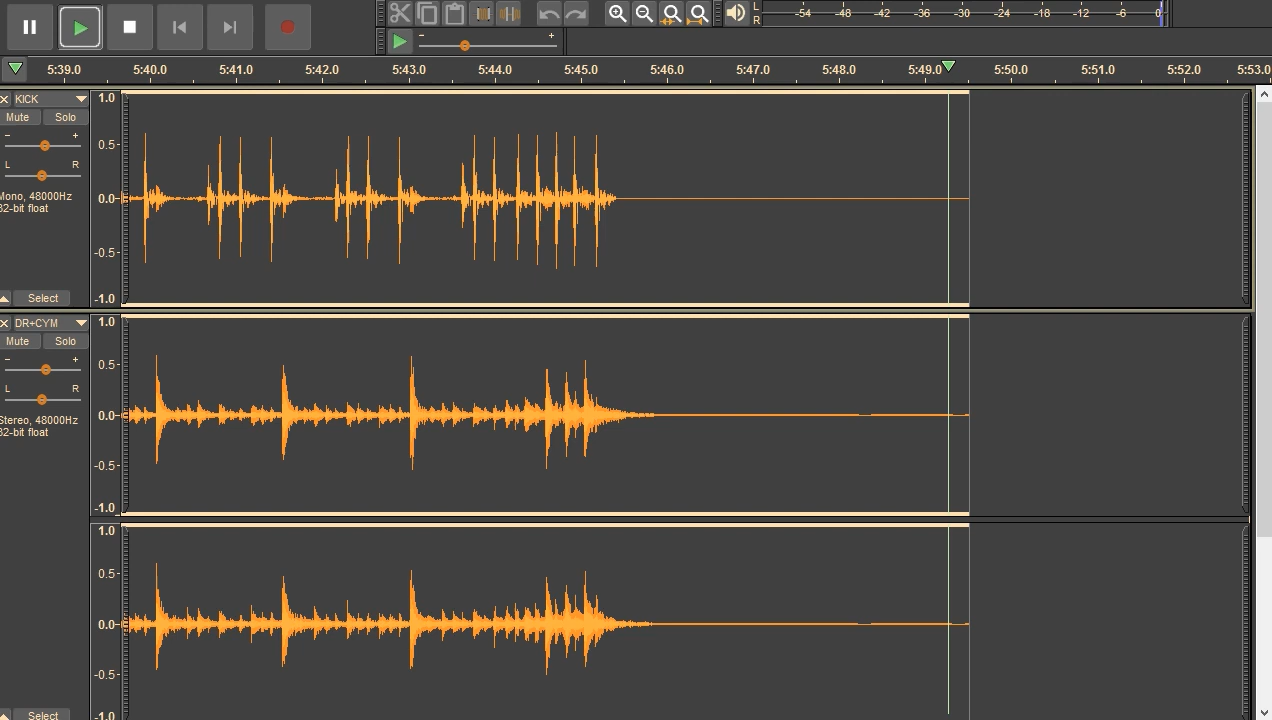 L
R
-54 -48 -42 -36 -30 -24 -18 -12 -6 0
- +
5:39.0 5:40.0 5:41.0 5:42.0 5:43.0 5:44.0 5:45.0 5:46.0 5:47.0 5:48.0 5:49.0 5:50.0 5:51.0 5:52.0 5:53.0
KICK
Mute Solo
- +
L R
Mono, 48000Hz
32-bit float
Select
1.0
0.5
0.0
-0.5
-1.0
DR+CYM
Mute Solo
- +
L R
Stereo, 48000Hz
32-bit float
1.0
0.5
0.0
-0.5
-1.0
1.0
0.5
0.0
-0.5
-1.0
Select